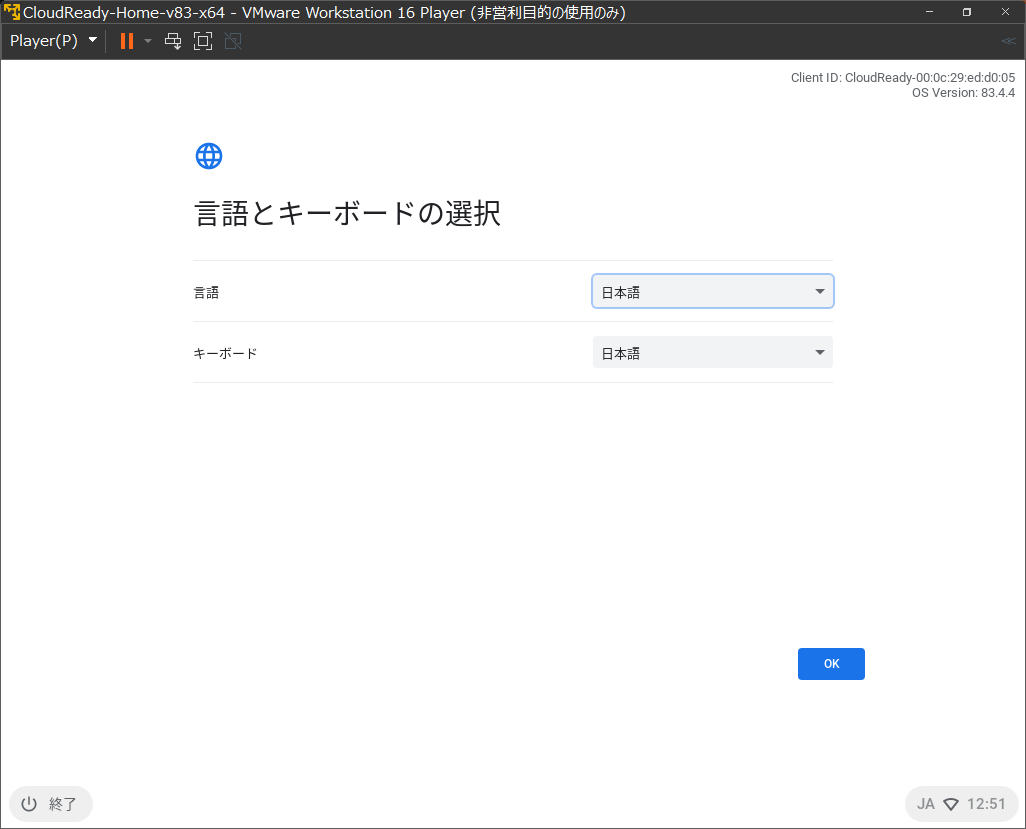 CloudReady-Home-v83-x64 - VMware Workstation 16 Player (非営利目的の使用のみ)
Player(P)
Client ID: CloudReady-00:0c:29:ed:d0:05
OS Version: 83.4.4
言語とキーボードの選択
言語 日本語
キーボード 日本語
OK
終了 JA 12:51